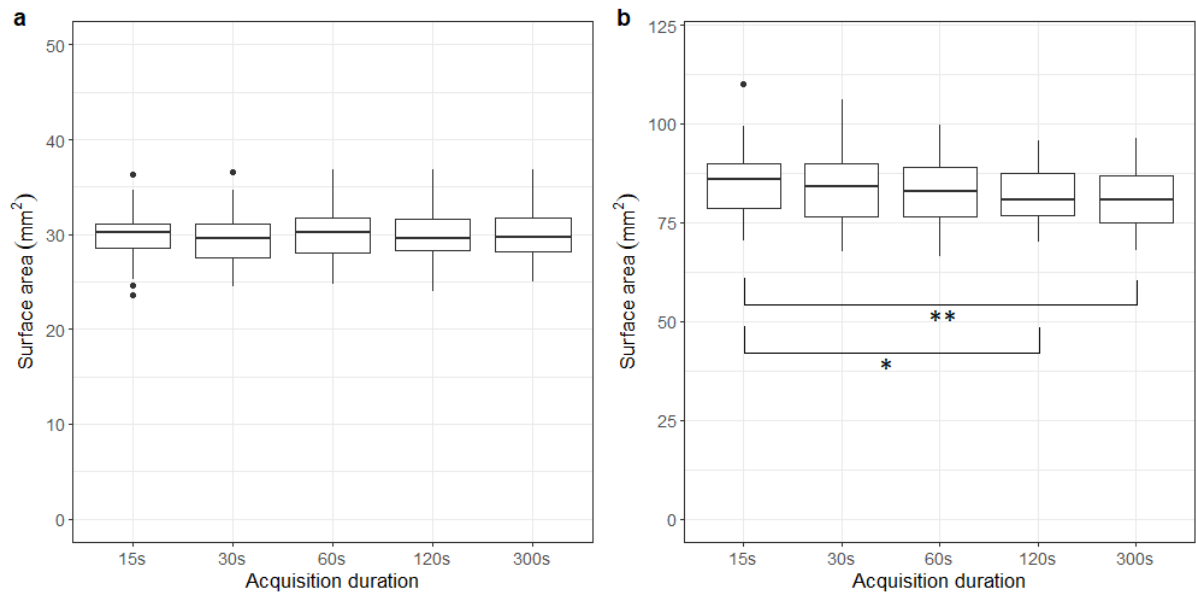 a
50
40
30
20
10
0
Surface area (mm²)
15s 30s 60s 120s 300s
Acquisition duration
b
125
100
75
50
25
0
Surface area (mm²)
**
*
15s 30s 60s 120s 300s
Acquisition duration